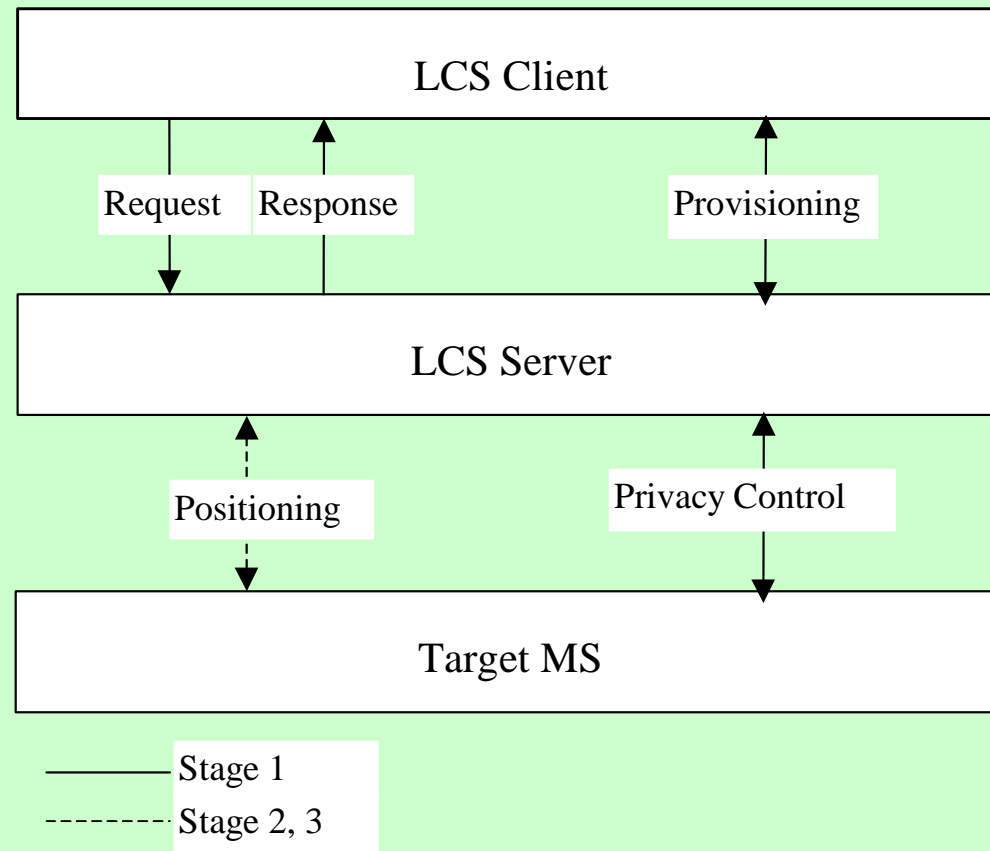 LCS Client
Request
Response
Provisioning
LCS Server
Positioning
Privacy Control
Target MS
Stage 1
Stage 2, 3